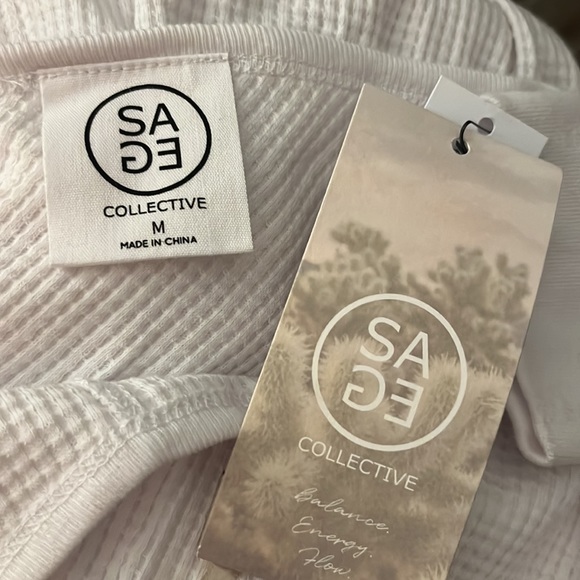 SA
GE
COLLECTIVE
M
MADE IN CHINA
SA
GE
COLLECTIVE
Balance.
Energy.
Flow.